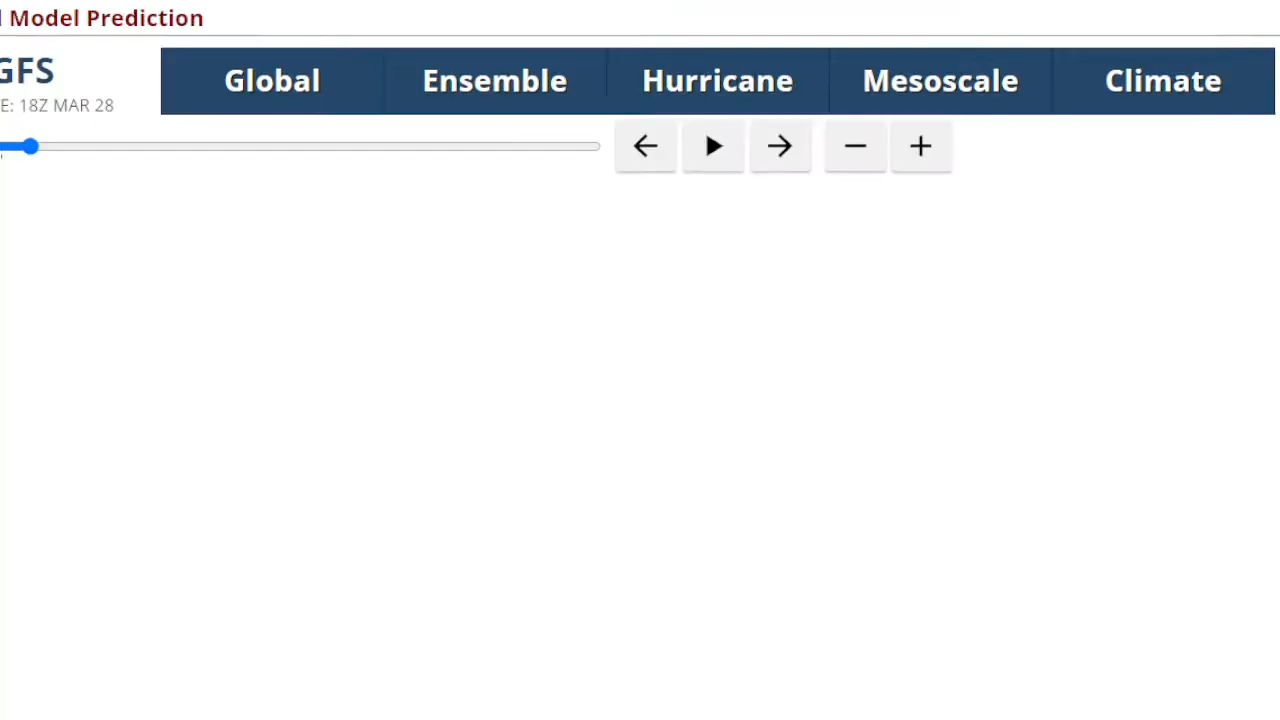 Model Prediction
GFS
E: 18Z MAR 28
Global
Ensemble
Hurricane
Mesoscale
Climate